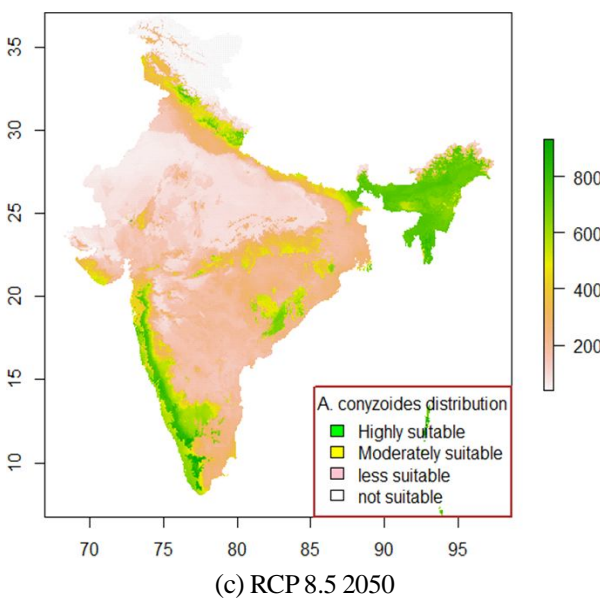 35
30
25
20
15
10
70
75
80
85
90
95
800
600
400
200
A. conyzoides distribution
Highly suitable
Moderately suitable
less suitable
not suitable
(c) RCP 8.5 2050